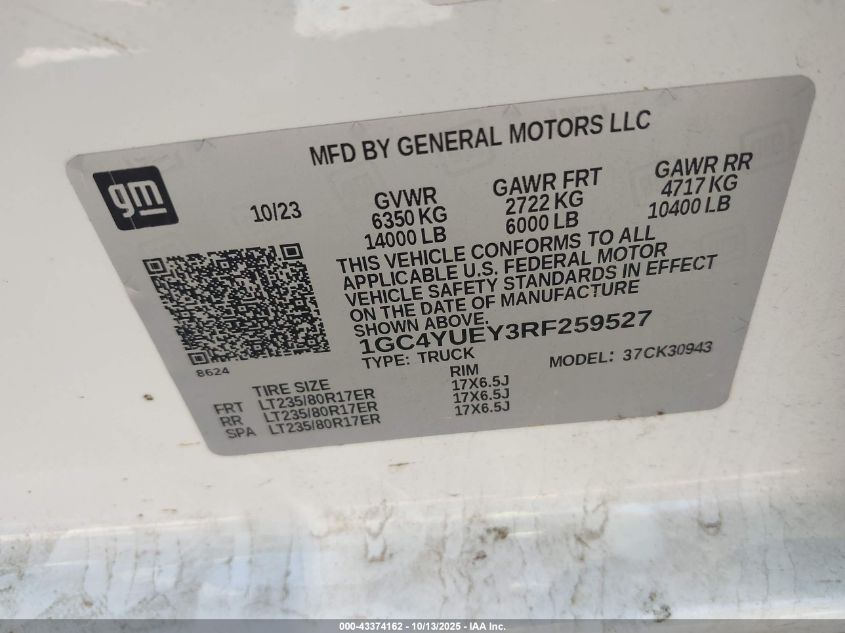 MFD BY GENERAL MOTORS LLC
gm
10/23
GVWR
6350 KG
14000 LB
GAWR FRT
2722 KG
6000 LB
GAWR RR
4717 KG
10400 LB
THIS VEHICLE CONFORMS TO ALL
APPLICABLE U.S. FEDERAL MOTOR
VEHICLE SAFETY STANDARDS IN EFFECT
ON THE DATE OF MANUFACTURE
SHOWN ABOVE.
1GC4YUEY3RF259527
TYPE: TRUCK
MODEL: 37CK30943
8624
TIRE SIZE RIM
FRT LT235/80R17ER 17X6.5J
RR LT235/80R17ER 17X6.5J
SPA LT235/80R17ER 17X6.5J
000-43374162 - 10/13/2025 - IAA Inc.